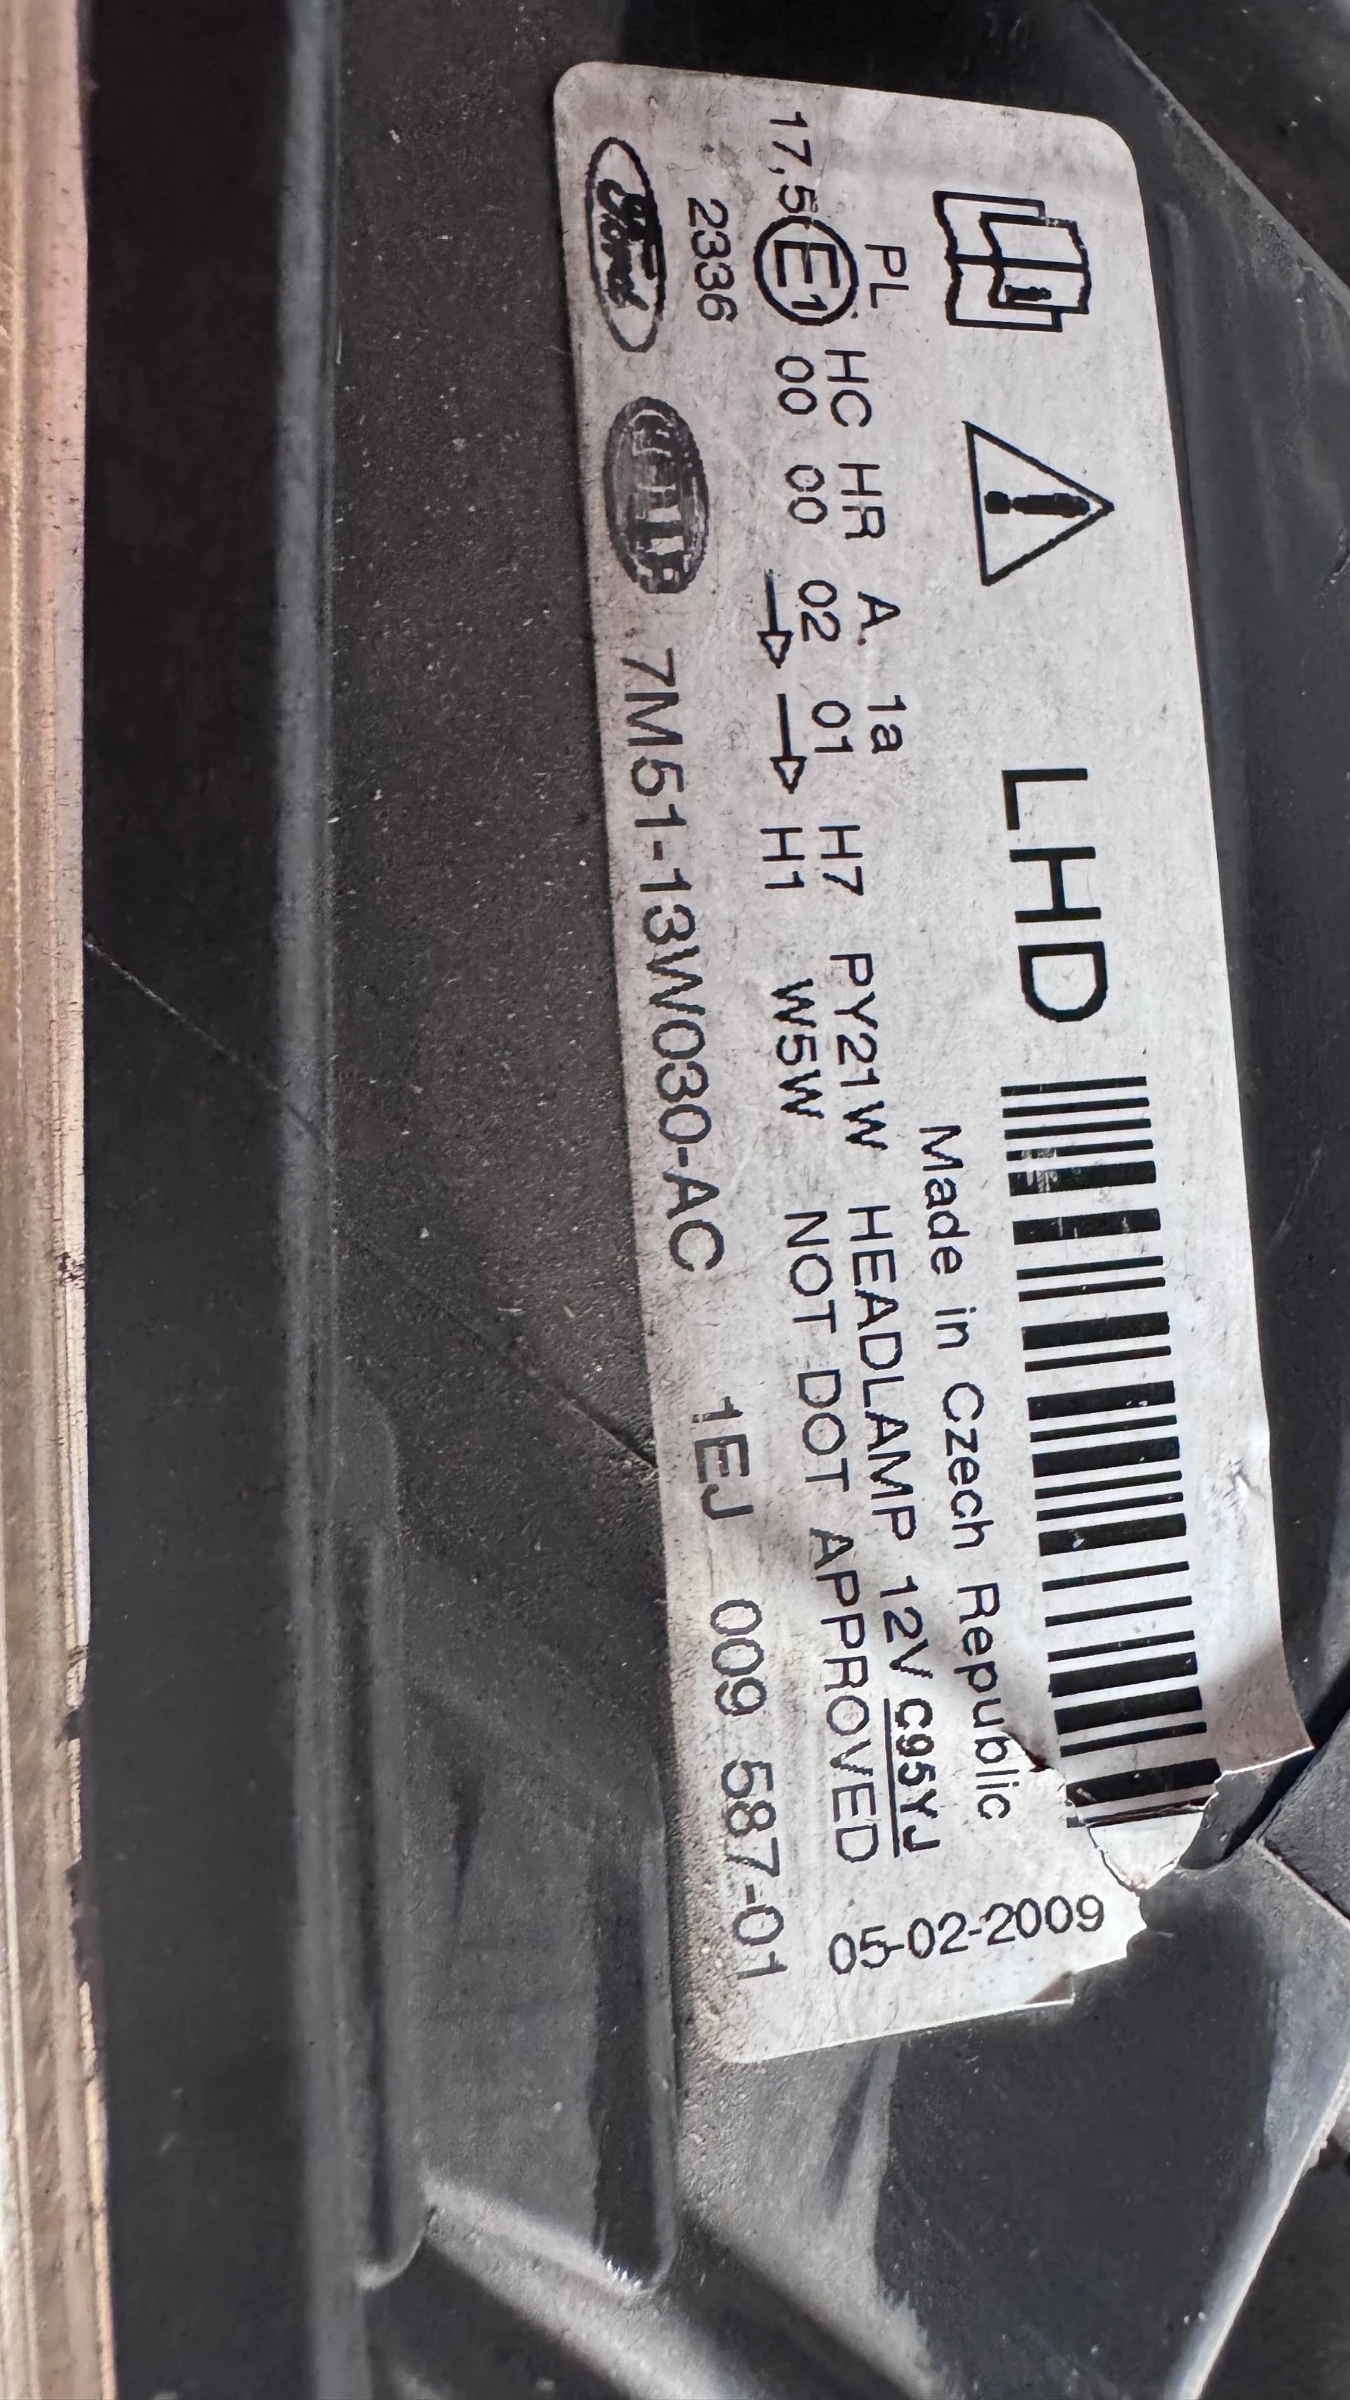 LHD
Made in Czech Republic
PL HC HR A 1a H7 PY21W HEADLAMP 12V C95YJ
17,5 E1 00 00 02 01 H1 W5W NOT DOT APPROVED
2336
05-02-2009
Ford 7M51-13W030-AC 1EJ 009 587-01